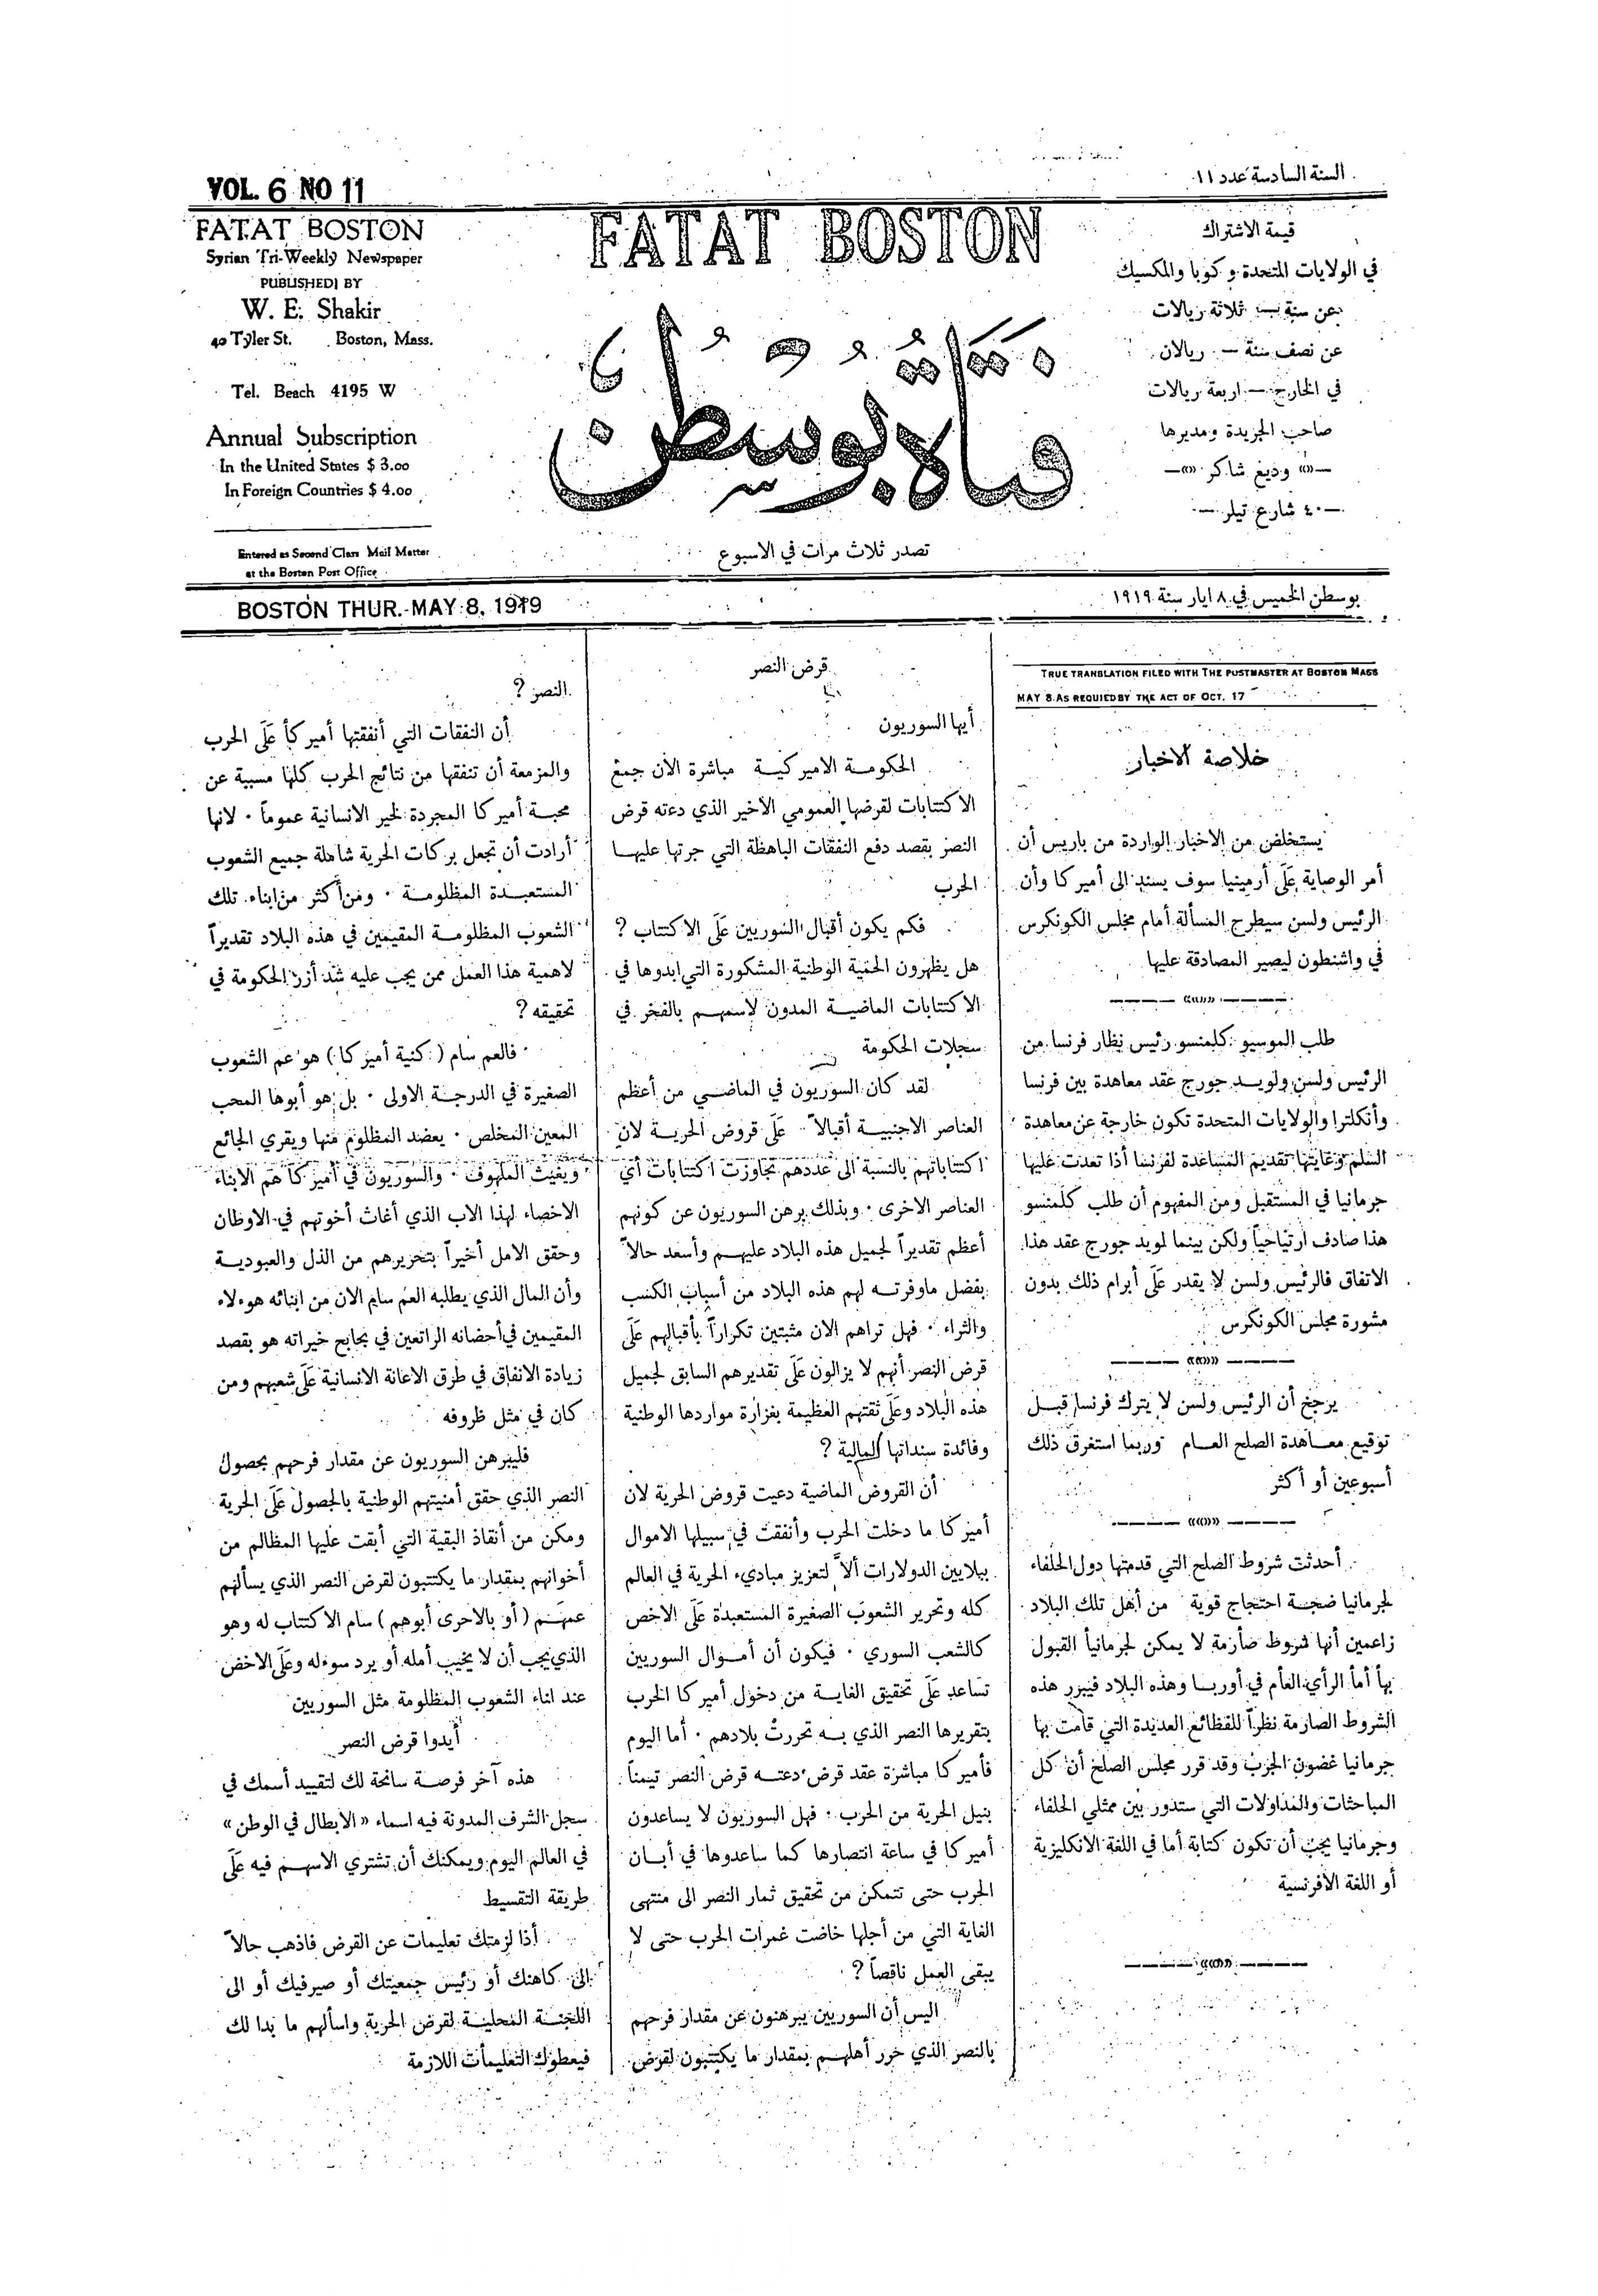 VOL. 6 NO 11
السنة السادسة عدد ١١
FATAT BOSTON
Syrian Tri-Weekly Newspaper
PUBLISHED BY
W. E. Shakir
40 Tyler St. Boston, Mass.
Tel. Beach 4195 W
Annual Subscription
In the United States $ 3.00
In Foreign Countries $ 4.00
Entered as Second Class Mail Matter
at the Boston Post Office
FATAT BOSTON
فتاة بوسطن
تصدر ثلاث مرات في الاسبوع
قيمة الاشتراك
في الولايات المتحدة وكوبا والمكسيك
عن سنة — ثلاثة ريالات
عن نصف سنة — ريالان
في الخارج — اربعة ريالات
صاحب الجريدة ومديرها
—«» وديع شاكر «»—
—٤٠ شارع تيلر—
BOSTON THUR.-MAY 8, 1919
بوسطن الخميس في ٨ ايار سنة ١٩١٩
TRUE TRANSLATION FILED WITH THE POSTMASTER AT BOSTON MASS
MAY 8 AS REQUIED BY THE ACT OF OCT. 17
خلاصة الاخبار
يستخلص من الاخبار الواردة من باريس أن
أمر الوصاية علَى أرمينيا سوف يسند الى أميركا وأن
الرئيس ولسن سيطرح المسألة أمام مجلس الكونكرس
في واشنطون ليصير المصادقة عليها
طلب الموسيو كلمنسو رئيس نظار فرنسا من
الرئيس ولسن ولويد جورج عقد معاهدة بين فرنسا
وأنكلترا والولايات المتحدة تكون خارجة عن معاهدة
السلم وغايتها تقديم المساعدة لفرنسا أذا تعدت عليها
جرمانيا في المستقبل ومن المفهوم أن طلب كلمنسو
هذا صادف ارتياحياً ولكن بينما لويد جورج عقد هذا
الاتفاق فالرئيس ولسن لا يقدر علَى أبرام ذلك بدون
مشورة مجلس الكونكرس
يرجح أن الرئيس ولسن لا يترك فرنسا قبل
توقيع معاهدة الصلح العام وربما استغرق ذلك
أسبوعين أو أكثر
أحدثت شروط الصلح التي قدمتها دول الحلفاء
لجرمانيا ضجة احتجاج قوية من أهل تلك البلاد
زاعمين أنها شروط صارمة لا يمكن لجرمانيا القبول
بها أما الرأي العام في أوربا وهذه البلاد فيبرر هذه
الشروط الصارمة نظراً للفظائع العديدة التي قامت بها
جرمانيا غضون الحرب وقد قرر مجلس الصلح أن كل
المباحثات والمداولات التي ستدور بين ممثلي الحلفاء
وجرمانيا يجب أن تكون كتابة أما في اللغة الانكليزية
أو اللغة الافرنسية
قرض النصر
أيها السوريون
الحكومة الاميركية مباشرة الان جمع
الاكتتابات لقرضها العمومي الاخير الذي دعته قرض
النصر بقصد دفع النفقات الباهظة التي جرتها عليها
الحرب
فكم يكون أقبال السوريين علَى الاكتتاب ؟
هل يظهرون الحمية الوطنية المشكورة التي ابدوها في
الاكتتابات الماضية المدون لاسمهم بالفخر في
سجلات الحكومة
لقد كان السوريون في الماضي من أعظم
العناصر الاجنبية أقبالاً علَى قروض الحرية لان
اكتتاباتهم بالنسبة الى عددهم تجاوزت اكتتابات أي
العناصر الاخرى . وبذلك برهن السوريون عن كونهم
أعظم تقديراً لجميل هذه البلاد عليهم وأسعد حالاً
بفضل ماوفرته لهم هذه البلاد من أسباب الكسب
والثراء . فهل تراهم الان مثبتين تكراراً بأقبالهم علَى
قرض النصر أنهم لا يزالون علَى تقديرهم السابق لجميل
هذه البلاد وعلَى ثقتهم العظيمة بغزارة مواردها الوطنية
وفائدة سنداتها المالية ؟
أن القروض الماضية دعيت قروض الحرية لان
أميركا ما دخلت الحرب وأنفقت في سبيلها الاموال
ببلايين الدولارات ألاَّ لتعزيز مباديء الحرية في العالم
كله وتحرير الشعوب الصغيرة المستعبدة علَى الاخص
كالشعب السوري . فيكون أن أموال السوريين
تساعد علَى تحقيق الغاية من دخول أميركا الحرب
بتقريرها النصر الذي به تحررت بلادهم . أما اليوم
فأميركا مباشرة عقد قرض دعته قرض النصر تيمناً
بنيل الحرية من الحرب . فهل السوريون لا يساعدون
أميركا في ساعة انتصارها كما ساعدوها في أبان
الحرب حتى تتمكن من تحقيق ثمار النصر الى منتهى
الغاية التي من أجلها خاضت غمرات الحرب حتى لا
يبقى العمل ناقصاً ؟
اليس أن السوريين يبرهنون عن مقدار فرحهم
بالنصر الذي حرر أهلهم بمقدار ما يكتتبون لقرض
النصر ؟
أن النفقات التي أنفقتها أميركا علَى الحرب
والمزمعة أن تنفقها من نتائج الحرب كلها مسببة عن
محبة أميركا المجردة لخير الانسانية عموماً . لانها
أرادت أن تجعل بركات الحرية شاملة جميع الشعوب
المستعبدة المظلومة . ومن أكثر من ابناء تلك
الشعوب المظلومة المقيمين في هذه البلاد تقديراً
لاهمية هذا العمل ممن يجب عليه شد أزر الحكومة في
تحقيقه ؟
فالعم سام (كنية أميركا) هو عم الشعوب
الصغيرة في الدرجة الاولى . بل هو أبوها المحب
المعين المخلص . يعضد المظلوم منها ويقري الجائع
ويغيث الملهوف . والسوريون في أميركا هم الابناء
الاخصاء لهذا الاب الذي أغاث أخوتهم في الاوطان
وحقق الامل أخيراً بتحريرهم من الذل والعبودية
وأن المال الذي يطلبه العم سام الان من ابنائه هوءلاء
المقيمين في أحضانه الراتعين في بحابح خيراته هو بقصد
زيادة الانفاق في طرق الاعانة الانسانية علَى شعبهم ومن
كان في مثل ظروفه
فليبرهن السوريون عن مقدار فرحهم بحصول
النصر الذي حقق أمنيتهم الوطنية بالحصول علَى الحرية
ومكن من أنقاذ البقية التي أبقت عليها المظالم من
أخوانهم بمقدار ما يكتتبون لقرض النصر الذي يسألهم
عمهم (أو بالاحرى أبوهم) سام الاكتتاب له وهو
الذي يجب أن لا يخيب أمله أو يرد سوءله وعلَى الاخص
عند ابناء الشعوب المظلومة مثل السوريين
أيدوا قرض النصر
هذه آخر فرصة سانحة لك لتقييد أسمك في
سجل الشرف المدونة فيه اسماء «الابطال في الوطن»
في العالم اليوم ويمكنك أن تشتري الاسهم فيه علَى
طريقة التقسيط
أذا لزمتك تعليمات عن القرض فاذهب حالاً
الى كاهنك أو رئيس جمعيتك أو صيرفيك أو الى
اللجنة المحلية لقرض الحرية واسألهم ما بدا لك
فيعطوك التعليمات اللازمة